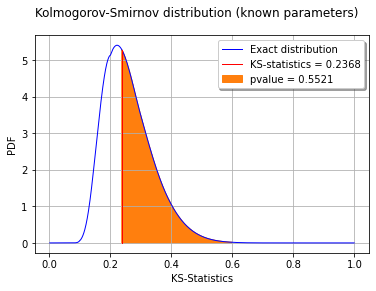 Kolmogorov-Smirnov distribution (known parameters)
Exact distribution
KS-statistics = 0.2368
pvalue = 0.5521
PDF
5
4
3
2
1
0
0.0 0.2 0.4 0.6 0.8 1.0
KS-Statistics